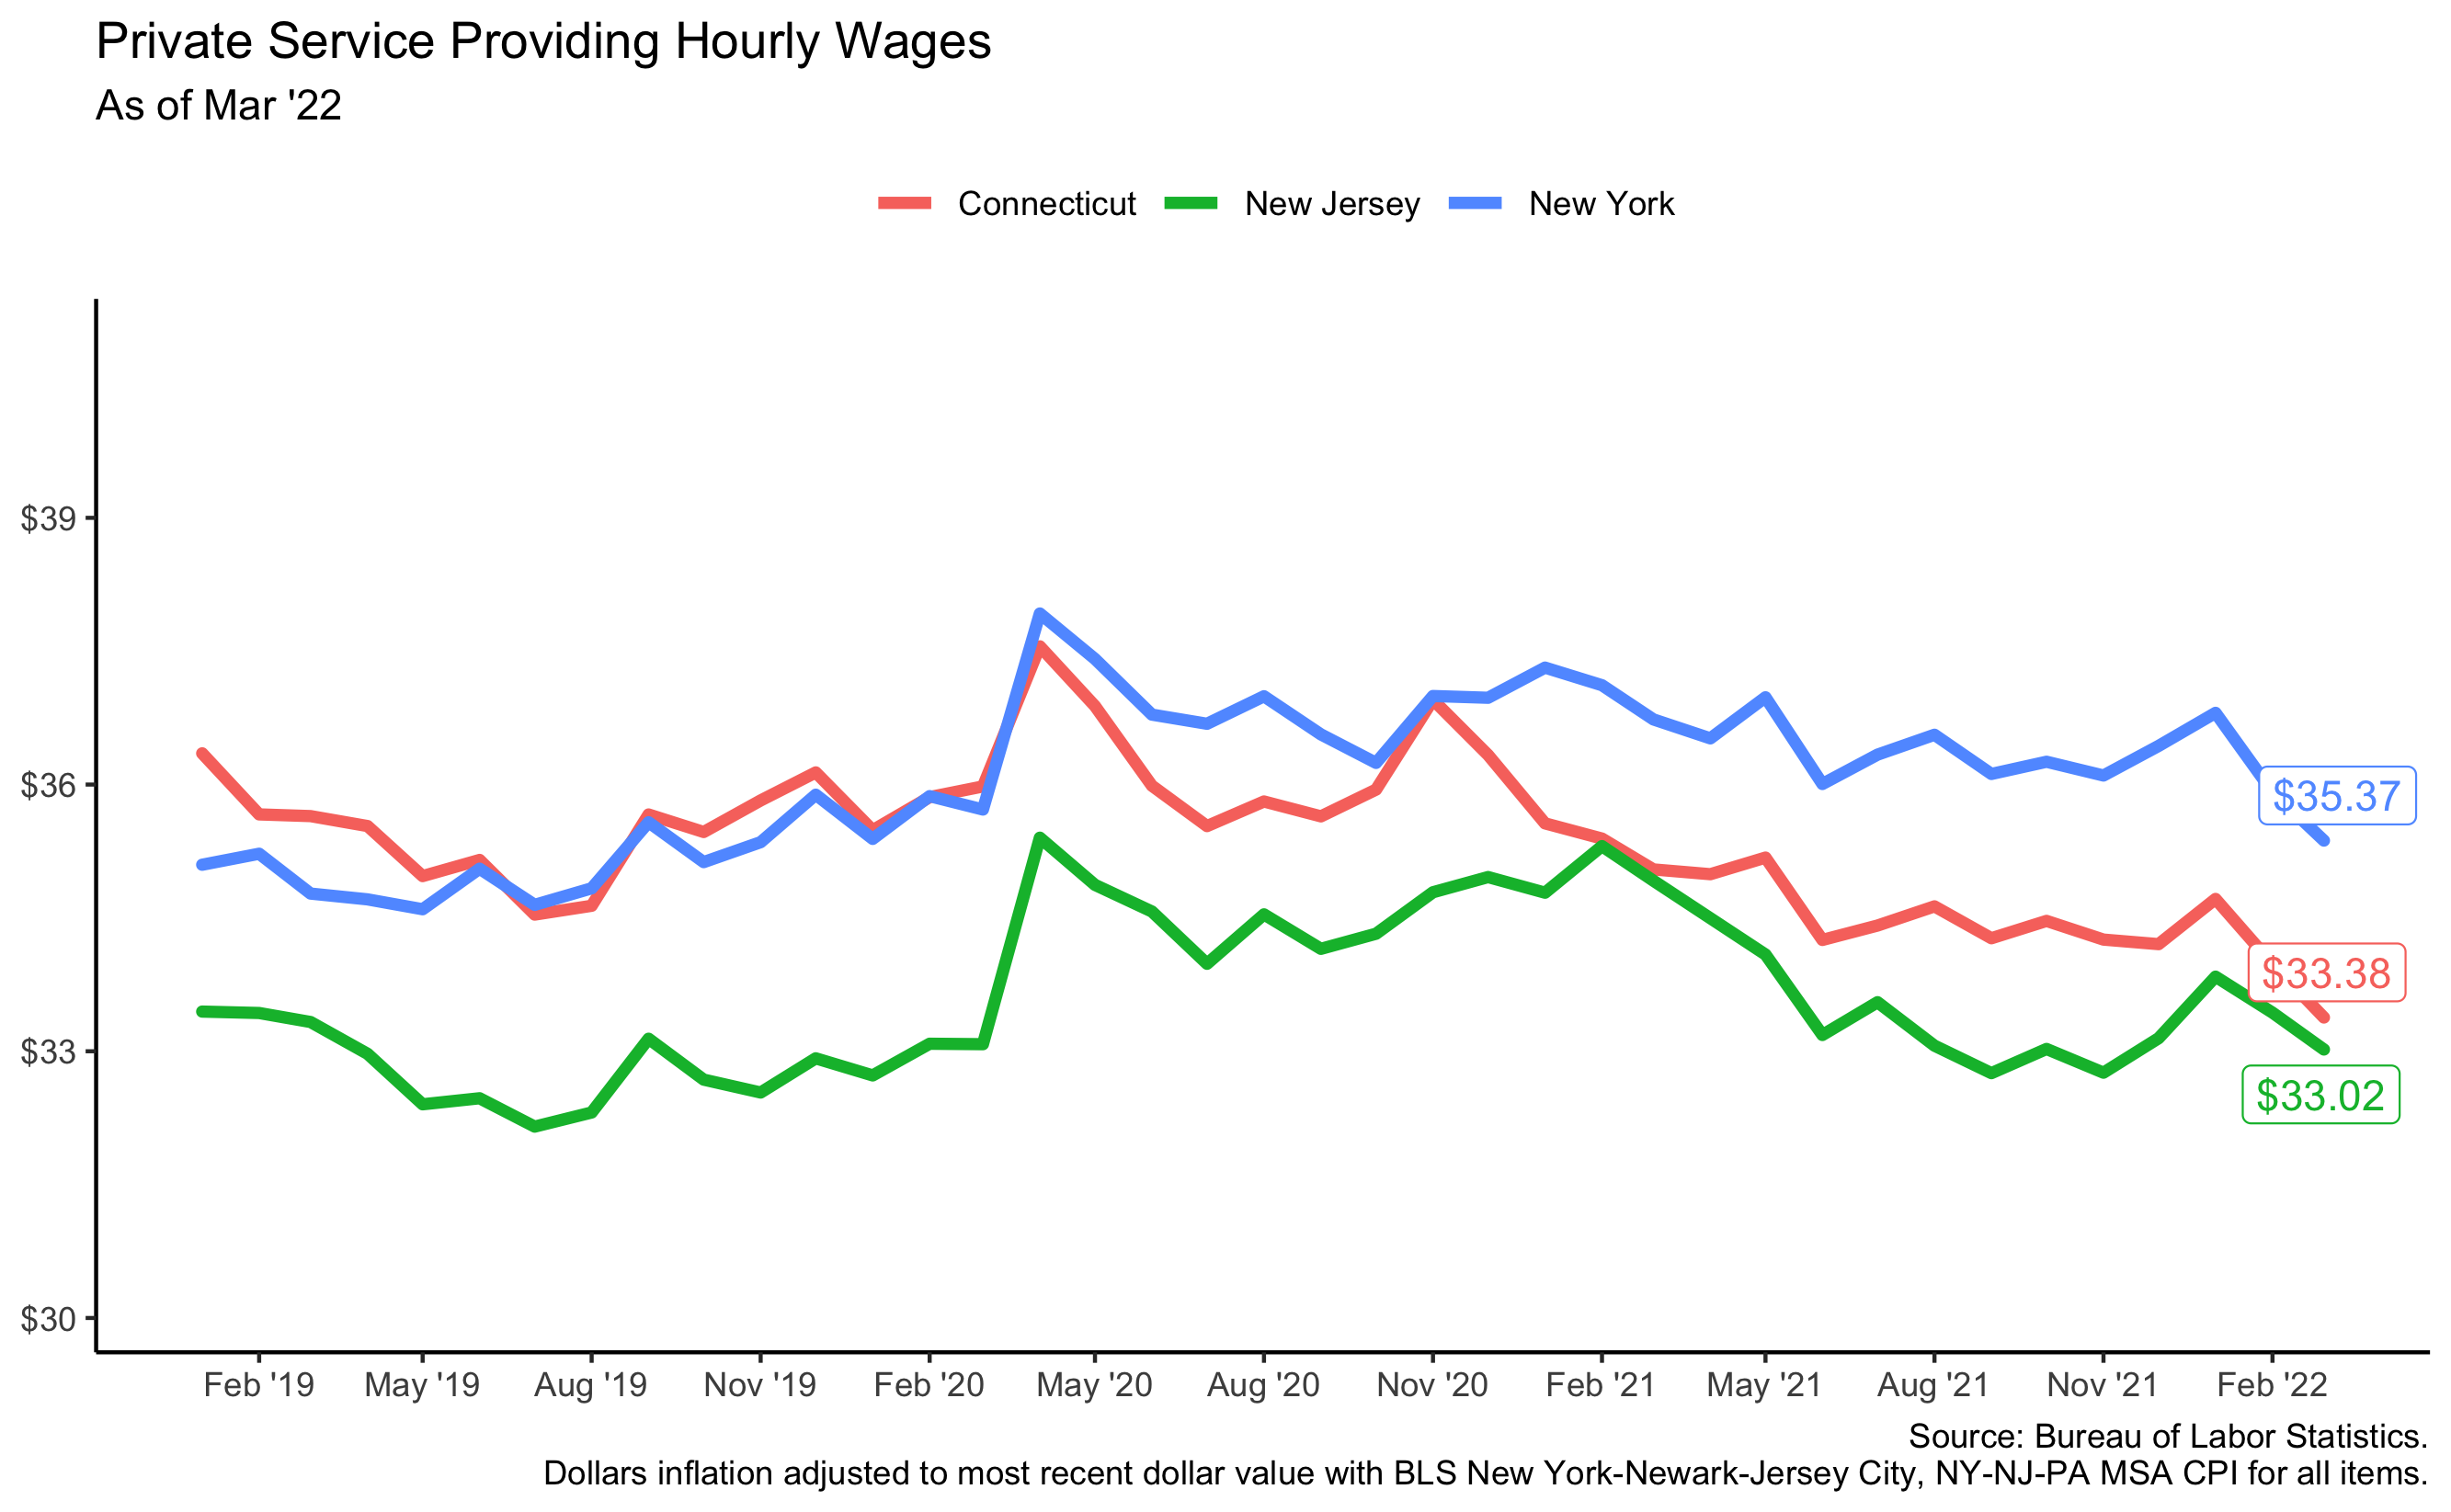 Private Service Providing Hourly Wages
As of Mar '22
Connecticut New Jersey New York
$39
$36
$33
$30
$35.37
$33.38
$33.02
Feb '19 May '19 Aug '19 Nov '19 Feb '20 May '20 Aug '20 Nov '20 Feb '21 May '21 Aug '21 Nov '21 Feb '22
Source: Bureau of Labor Statistics.
Dollars inflation adjusted to most recent dollar value with BLS New York-Newark-Jersey City, NY-NJ-PA MSA CPI for all items.